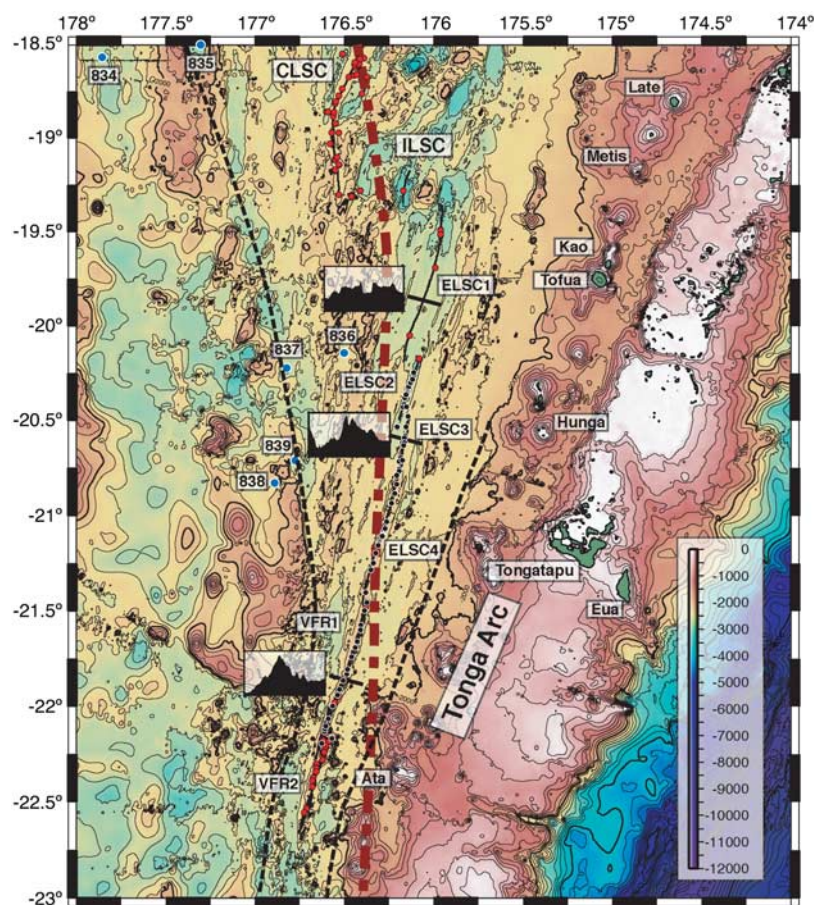 178° 177.5° 177° 176.5° 176° 175.5° 175° 174.5° 174°
-18.5°
834
835
CLSC
Late
-19°
ILSC
Metis
-19.5°
Kao
Tofua
ELSC1
-20°
836
837
ELSC2
-20.5°
ELSC3
Hunga
839
838
-21°
ELSC4
Tongatapu
0
-1000
-2000
-3000
-4000
-5000
-6000
-7000
-8000
-9000
-10000
-11000
-12000
Eua
-21.5°
VFR1
Tonga Arc
-22°
VFR2
Ata
-22.5°
-23°